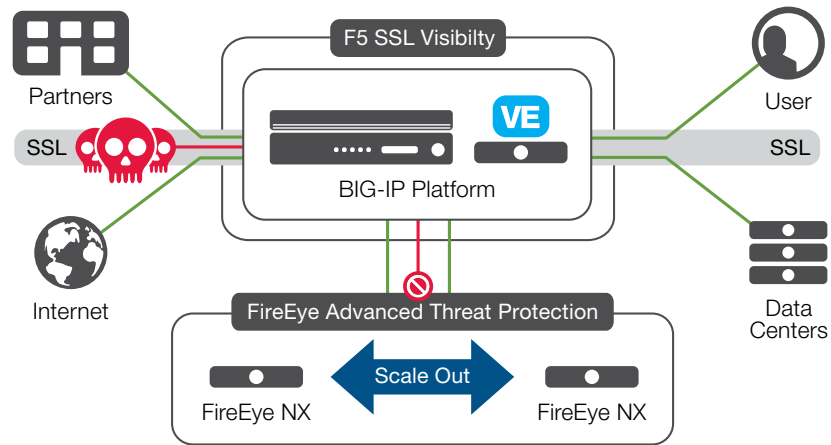 F5 SSL Visibilty
Partners
User
VE
SSL
SSL
BIG-IP Platform
Internet
Data
Centers
FireEye Advanced Threat Protection
Scale Out
FireEye NX
FireEye NX